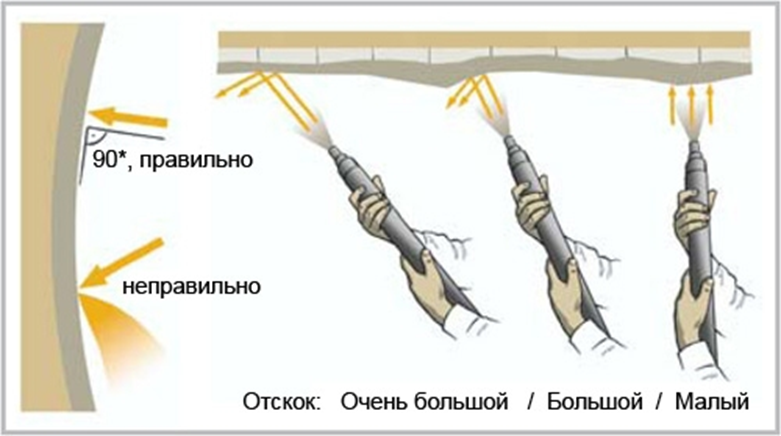 90*, правильно
неправильно
Отскок: Очень большой / Большой / Малый